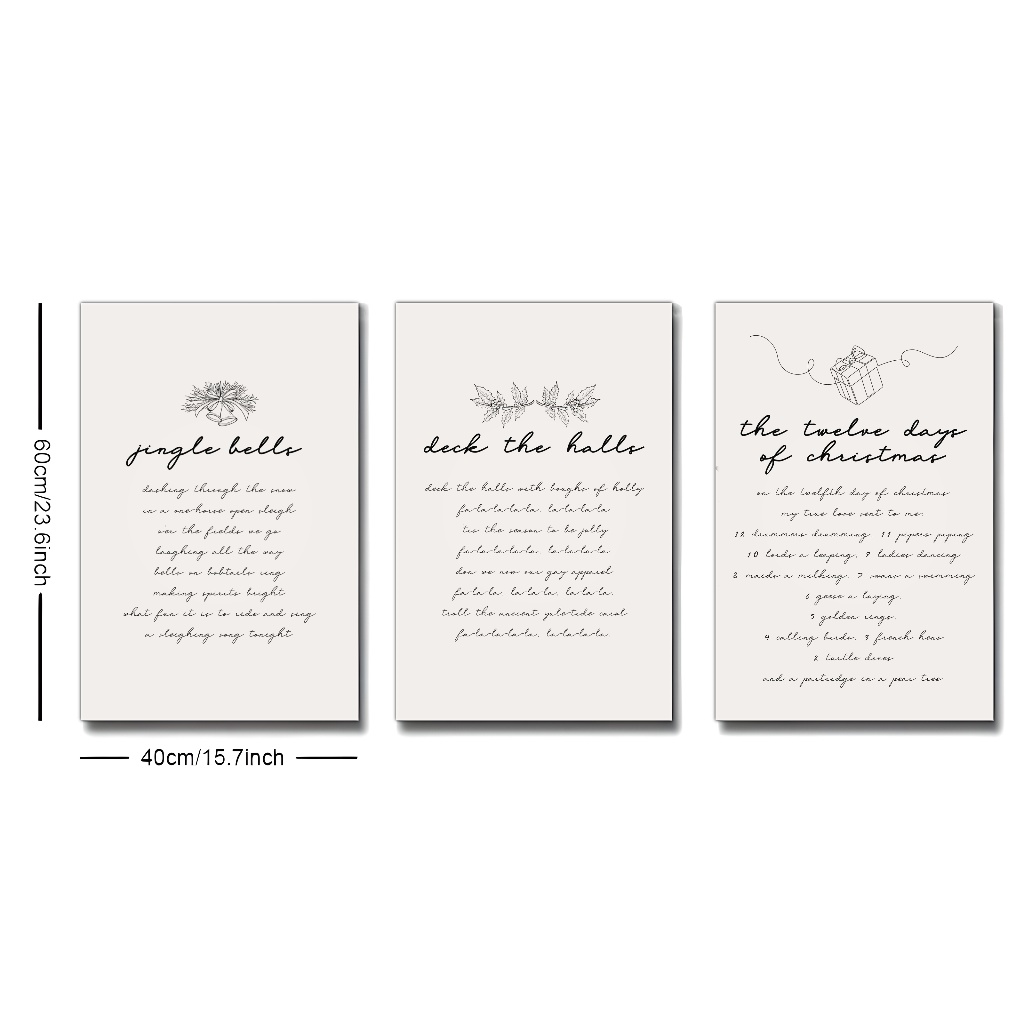 60cm/23.6inch
40cm/15.7inch
jingle bells
dashing through the snow
in a one-horse open sleigh
o'er the fields we go
laughing all the way
bells on bobtails ring
making spirits bright
what fun it is to ride and sing
a sleighing song tonight
deck the halls
deck the halls with boughs of holly
fa-la-la-la-la, la-la-la-la
tis the season to be jolly
fa-la-la-la-la, la-la-la-la
don we now our gay apparel
fa-la-la, la-la-la, la-la-la,
troll the ancient yule-tide carol
fa-la-la-la-la, la-la-la-la
the twelve days
of christmas
on the twelfth day of christmas
my true love sent to me:
12 drummers drumming 11 pipers piping
10 lords a leaping, 9 ladies dancing
8 maids a milking, 7 swans a swimming
6 geese a laying,
5 golden rings,
4 calling birds, 3 french hens
2 turtle doves
and a partridge in a pear tree